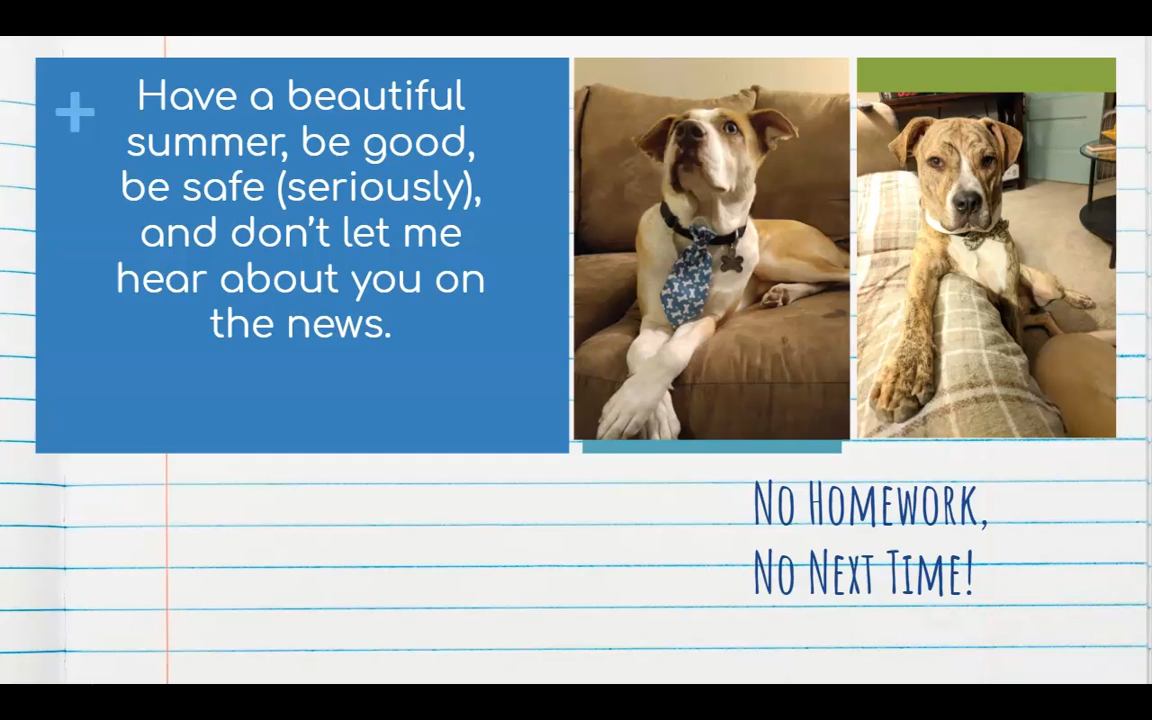 Have a beautiful
summer, be good,
be safe (seriously),
and don’t let me
hear about you on
the news.
No Homework,
No Next Time!